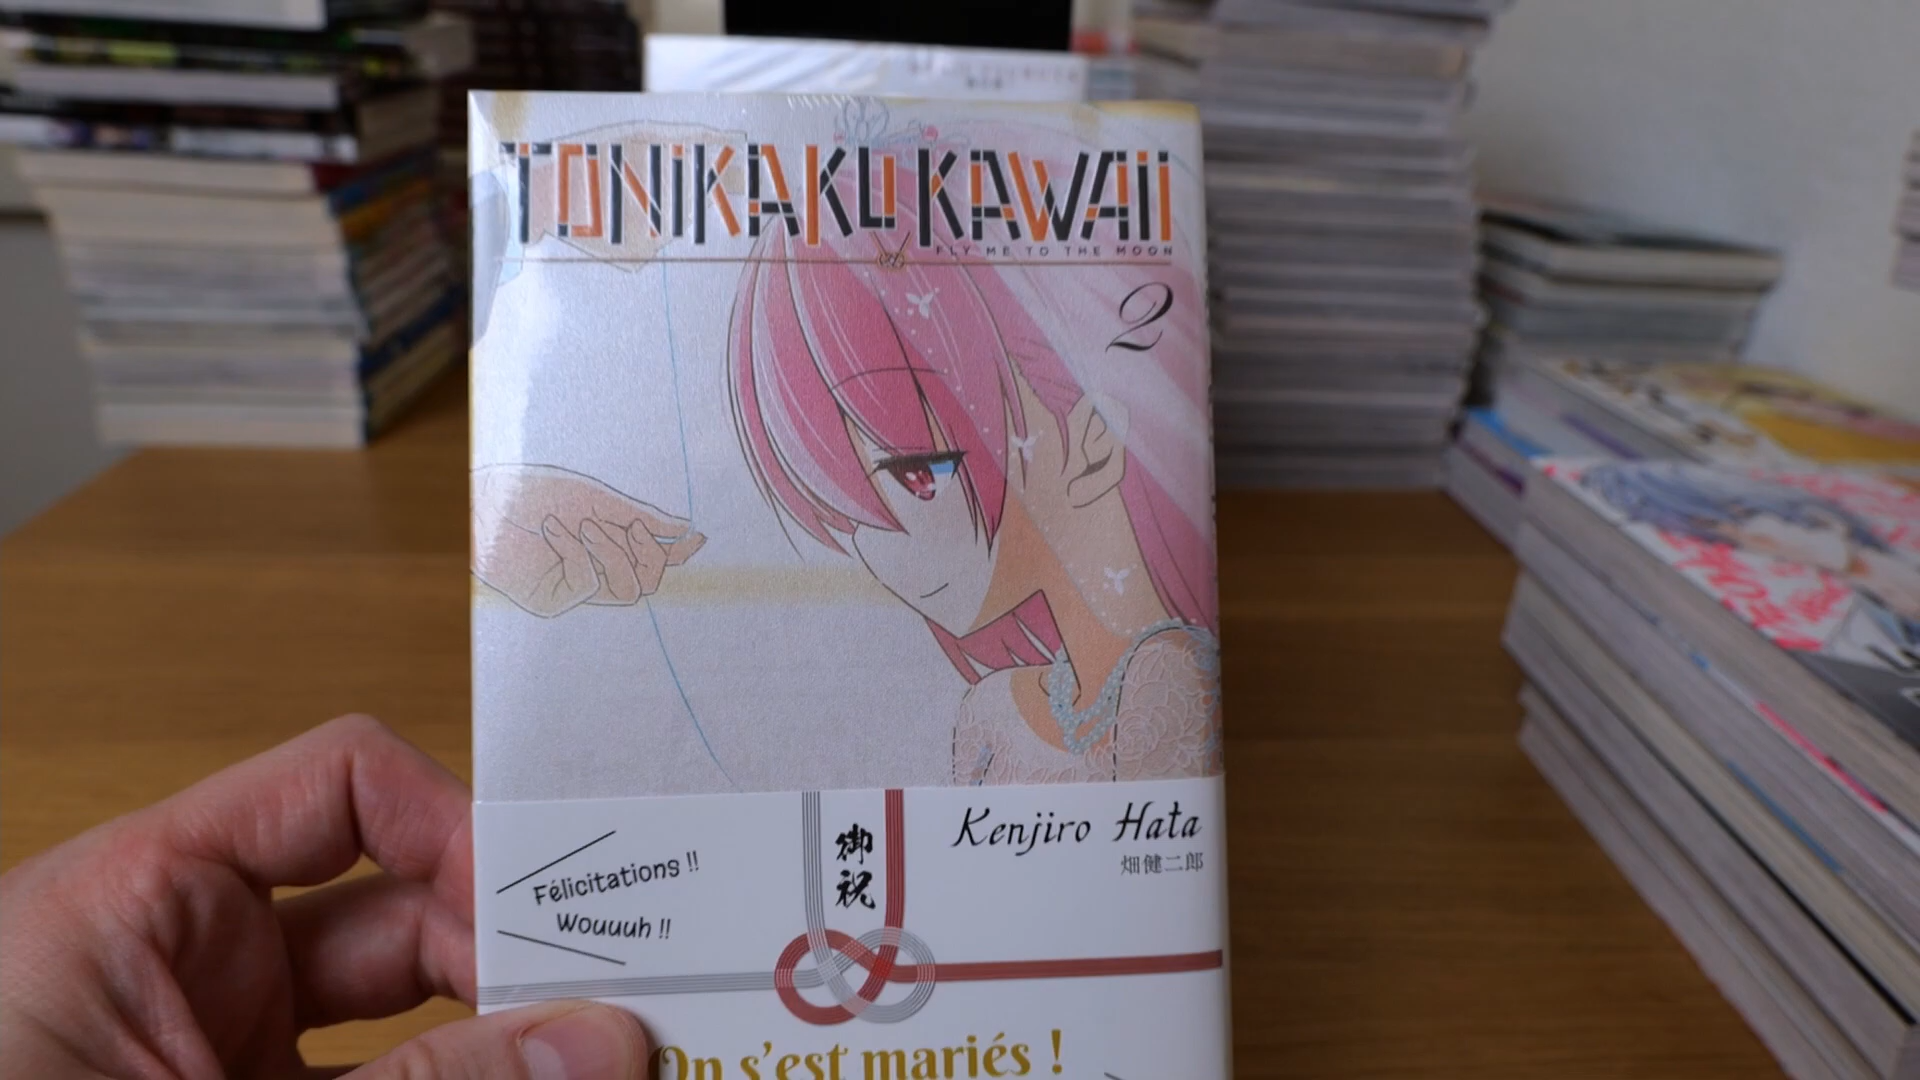 TONIKAKU KAWAII
FLY ME TO THE MOON
2
Kenjiro Hata
畑健二郎
御祝
Félicitations !!
Wouuuh !!
On s'est mariés !